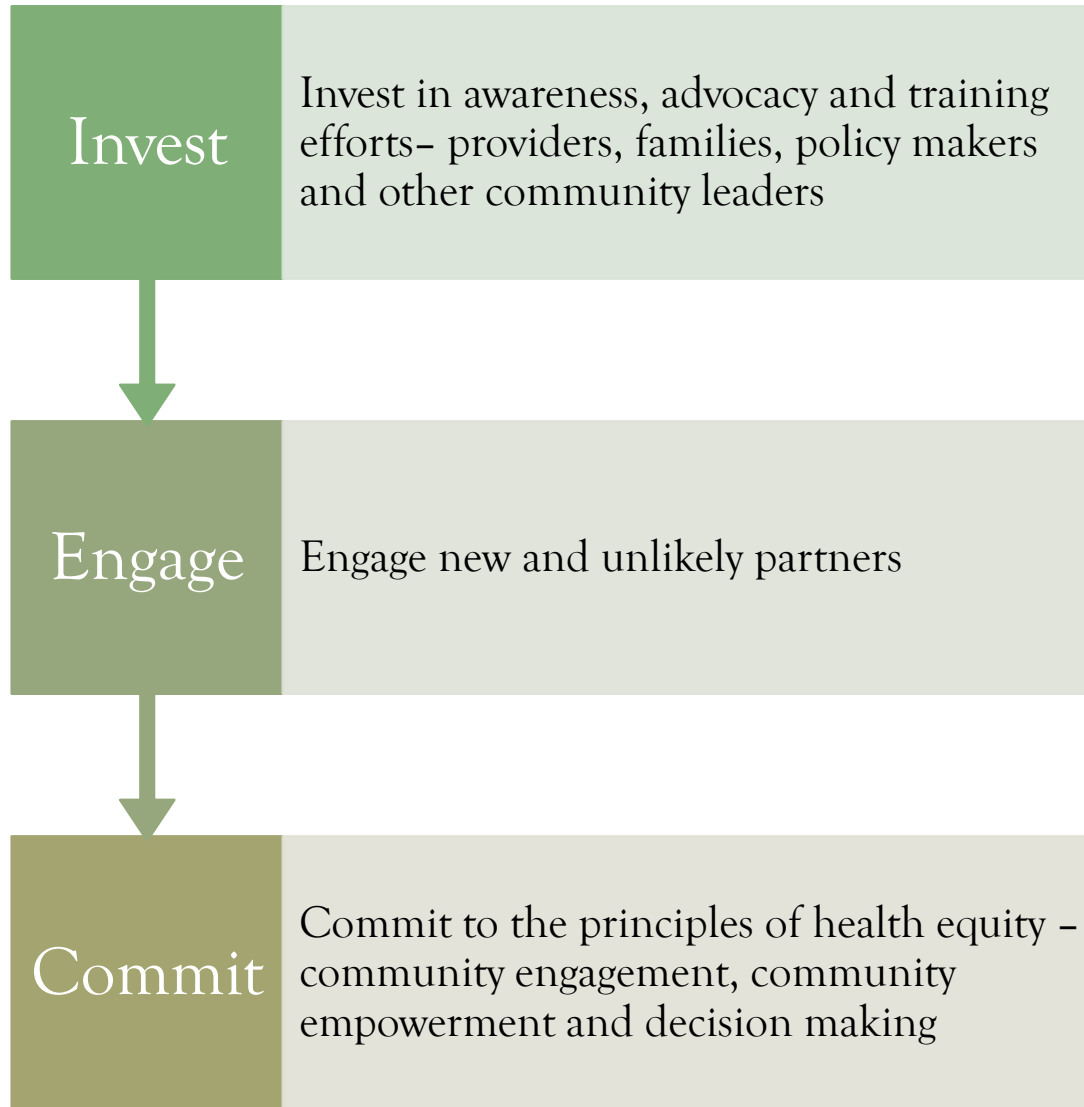 Invest
Invest in awareness, advocacy and training
efforts– providers, families, policy makers
and other community leaders
Engage
Engage new and unlikely partners
Commit
Commit to the principles of health equity –
community engagement, community
empowerment and decision making